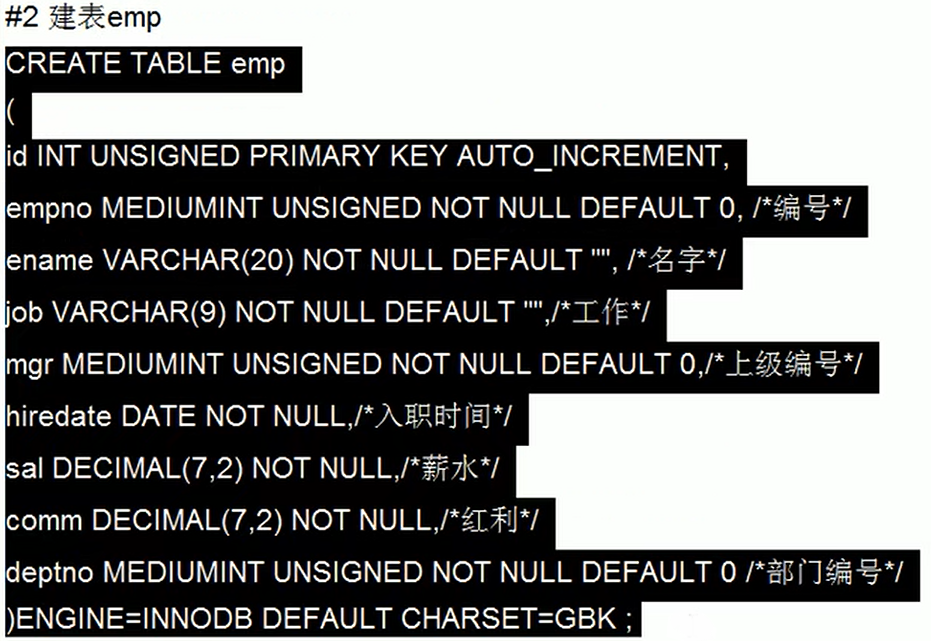 #2 建表emp
CREATE TABLE emp
(
id INT UNSIGNED PRIMARY KEY AUTO_INCREMENT,
empno MEDIUMINT UNSIGNED NOT NULL DEFAULT 0, /*编号*/
ename VARCHAR(20) NOT NULL DEFAULT "", /*名字*/
job VARCHAR(9) NOT NULL DEFAULT "",/*工作*/
mgr MEDIUMINT UNSIGNED NOT NULL DEFAULT 0,/*上级编号*/
hiredate DATE NOT NULL,/*入职时间*/
sal DECIMAL(7,2) NOT NULL,/*薪水*/
comm DECIMAL(7,2) NOT NULL,/*红利*/
deptno MEDIUMINT UNSIGNED NOT NULL DEFAULT 0 /*部门编号*/
)ENGINE=INNODB DEFAULT CHARSET=GBK ;